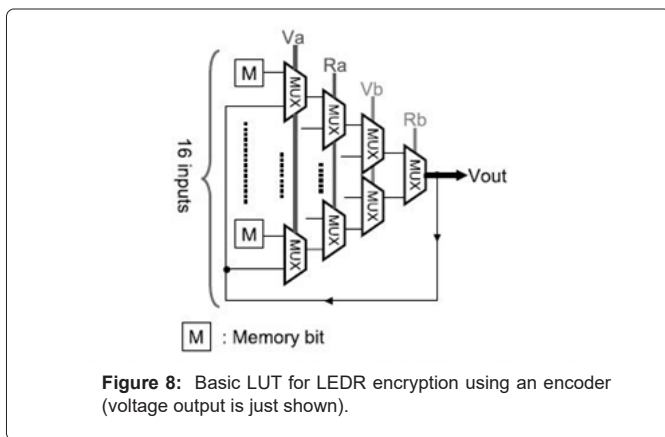 Va
M
MUX
Ra
MUX
Vb
MUX
Rb
MUX
Vout
16 inputs
M
MUX
MUX
MUX
M : Memory bit
Figure 8: Basic LUT for LEDR encryption using an encoder
(voltage output is just shown).